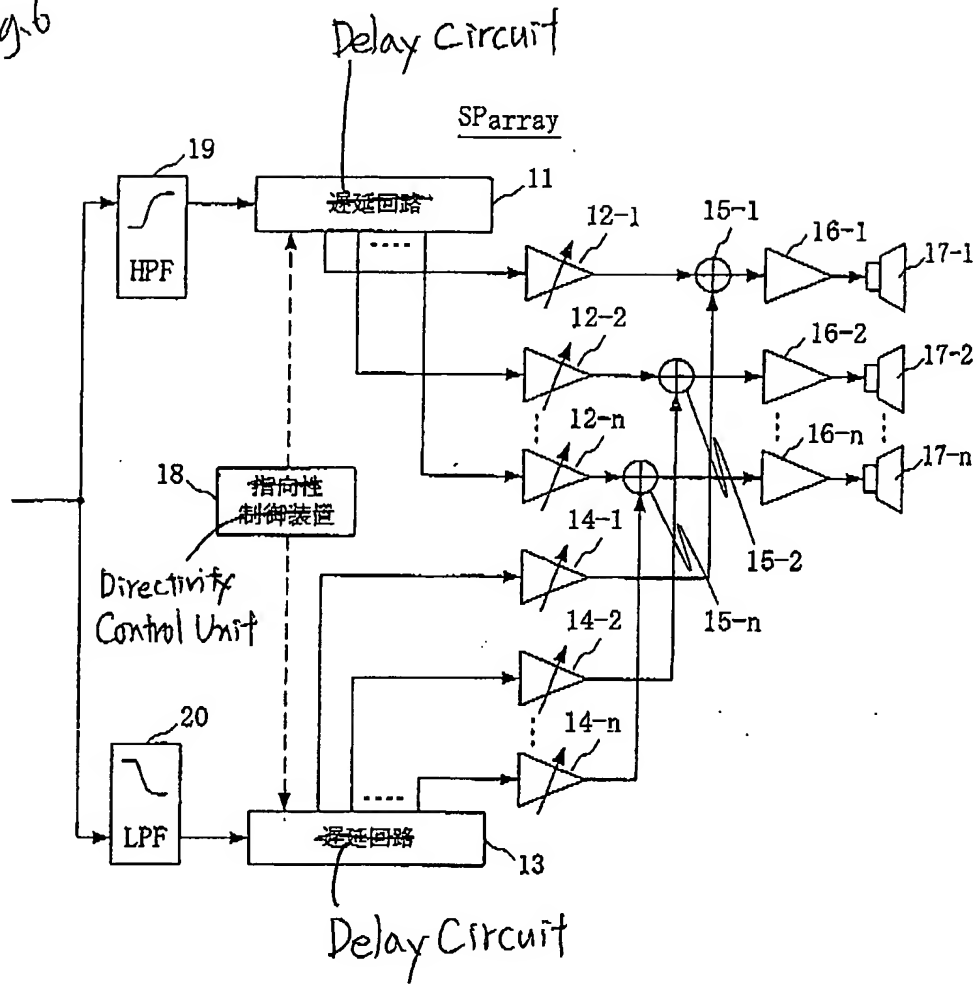 g.6
Delay Circuit
SParray
19
HPF
遅延回路
11
12-1
15-1
16-1
17-1
12-2
16-2
17-2
12-n
16-n
17-n
18
指向性
制御装置
Directivity
Control Unit
14-1
15-2
15-n
14-2
14-n
20
LPF
遅延回路
13
Delay Circuit